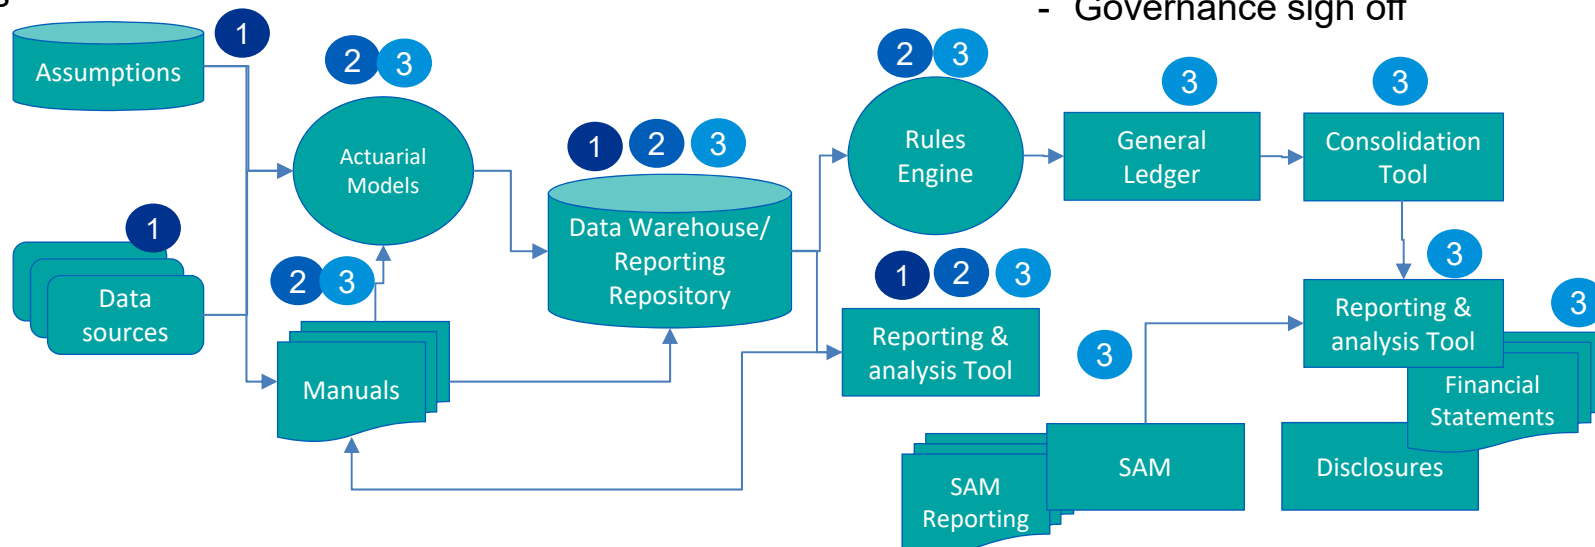 - Governance sign off
1
Assumptions
2 3
Actuarial
Models
1
Data
sources
2 3
Manuals
1 2 3
Data Warehouse/
Reporting
Repository
2 3
Rules
Engine
3
General
Ledger
3
Consolidation
Tool
1 2 3
Reporting &
analysis Tool
3
Reporting &
analysis Tool
3
Financial
Statements
3
SAM
SAM
Reporting
Disclosures